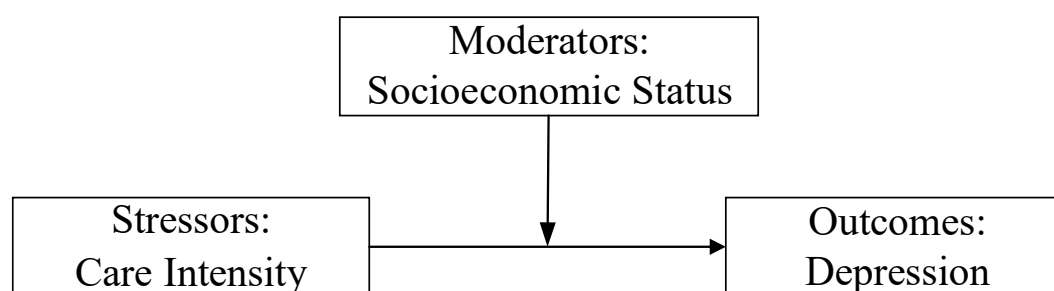 Moderators:
Socioeconomic Status
Stressors:
Care Intensity
Outcomes:
Depression